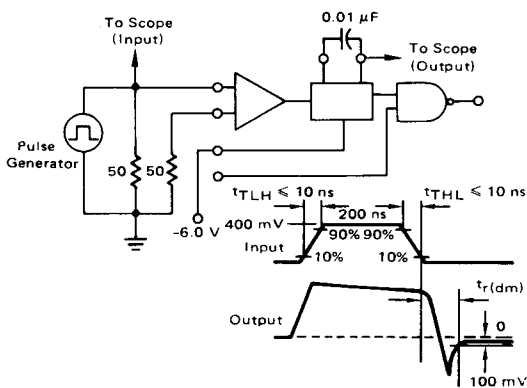 0.01 µF
To Scope
(Input)
To Scope
(Output)
Pulse
Generator
50
50
-6.0 V
tTLH ≤ 10 ns
tTHL ≤ 10 ns
400 mV
200 ns
90% 90%
Input
10%
10%
tr(dm)
Output
0
100 mV